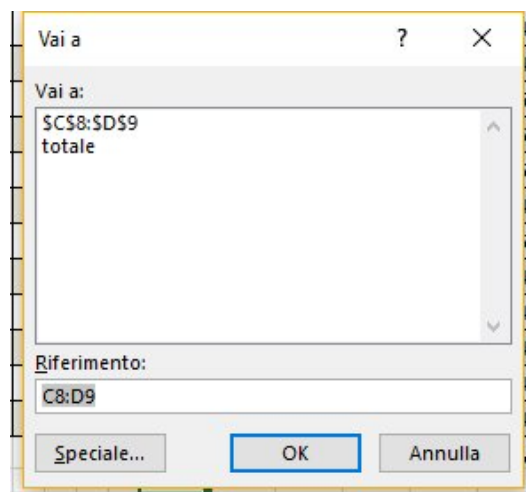 Vai a
?
Vai a:
$C$8:$D$9
totale
Riferimento:
C8:D9
Speciale...
OK
Annulla